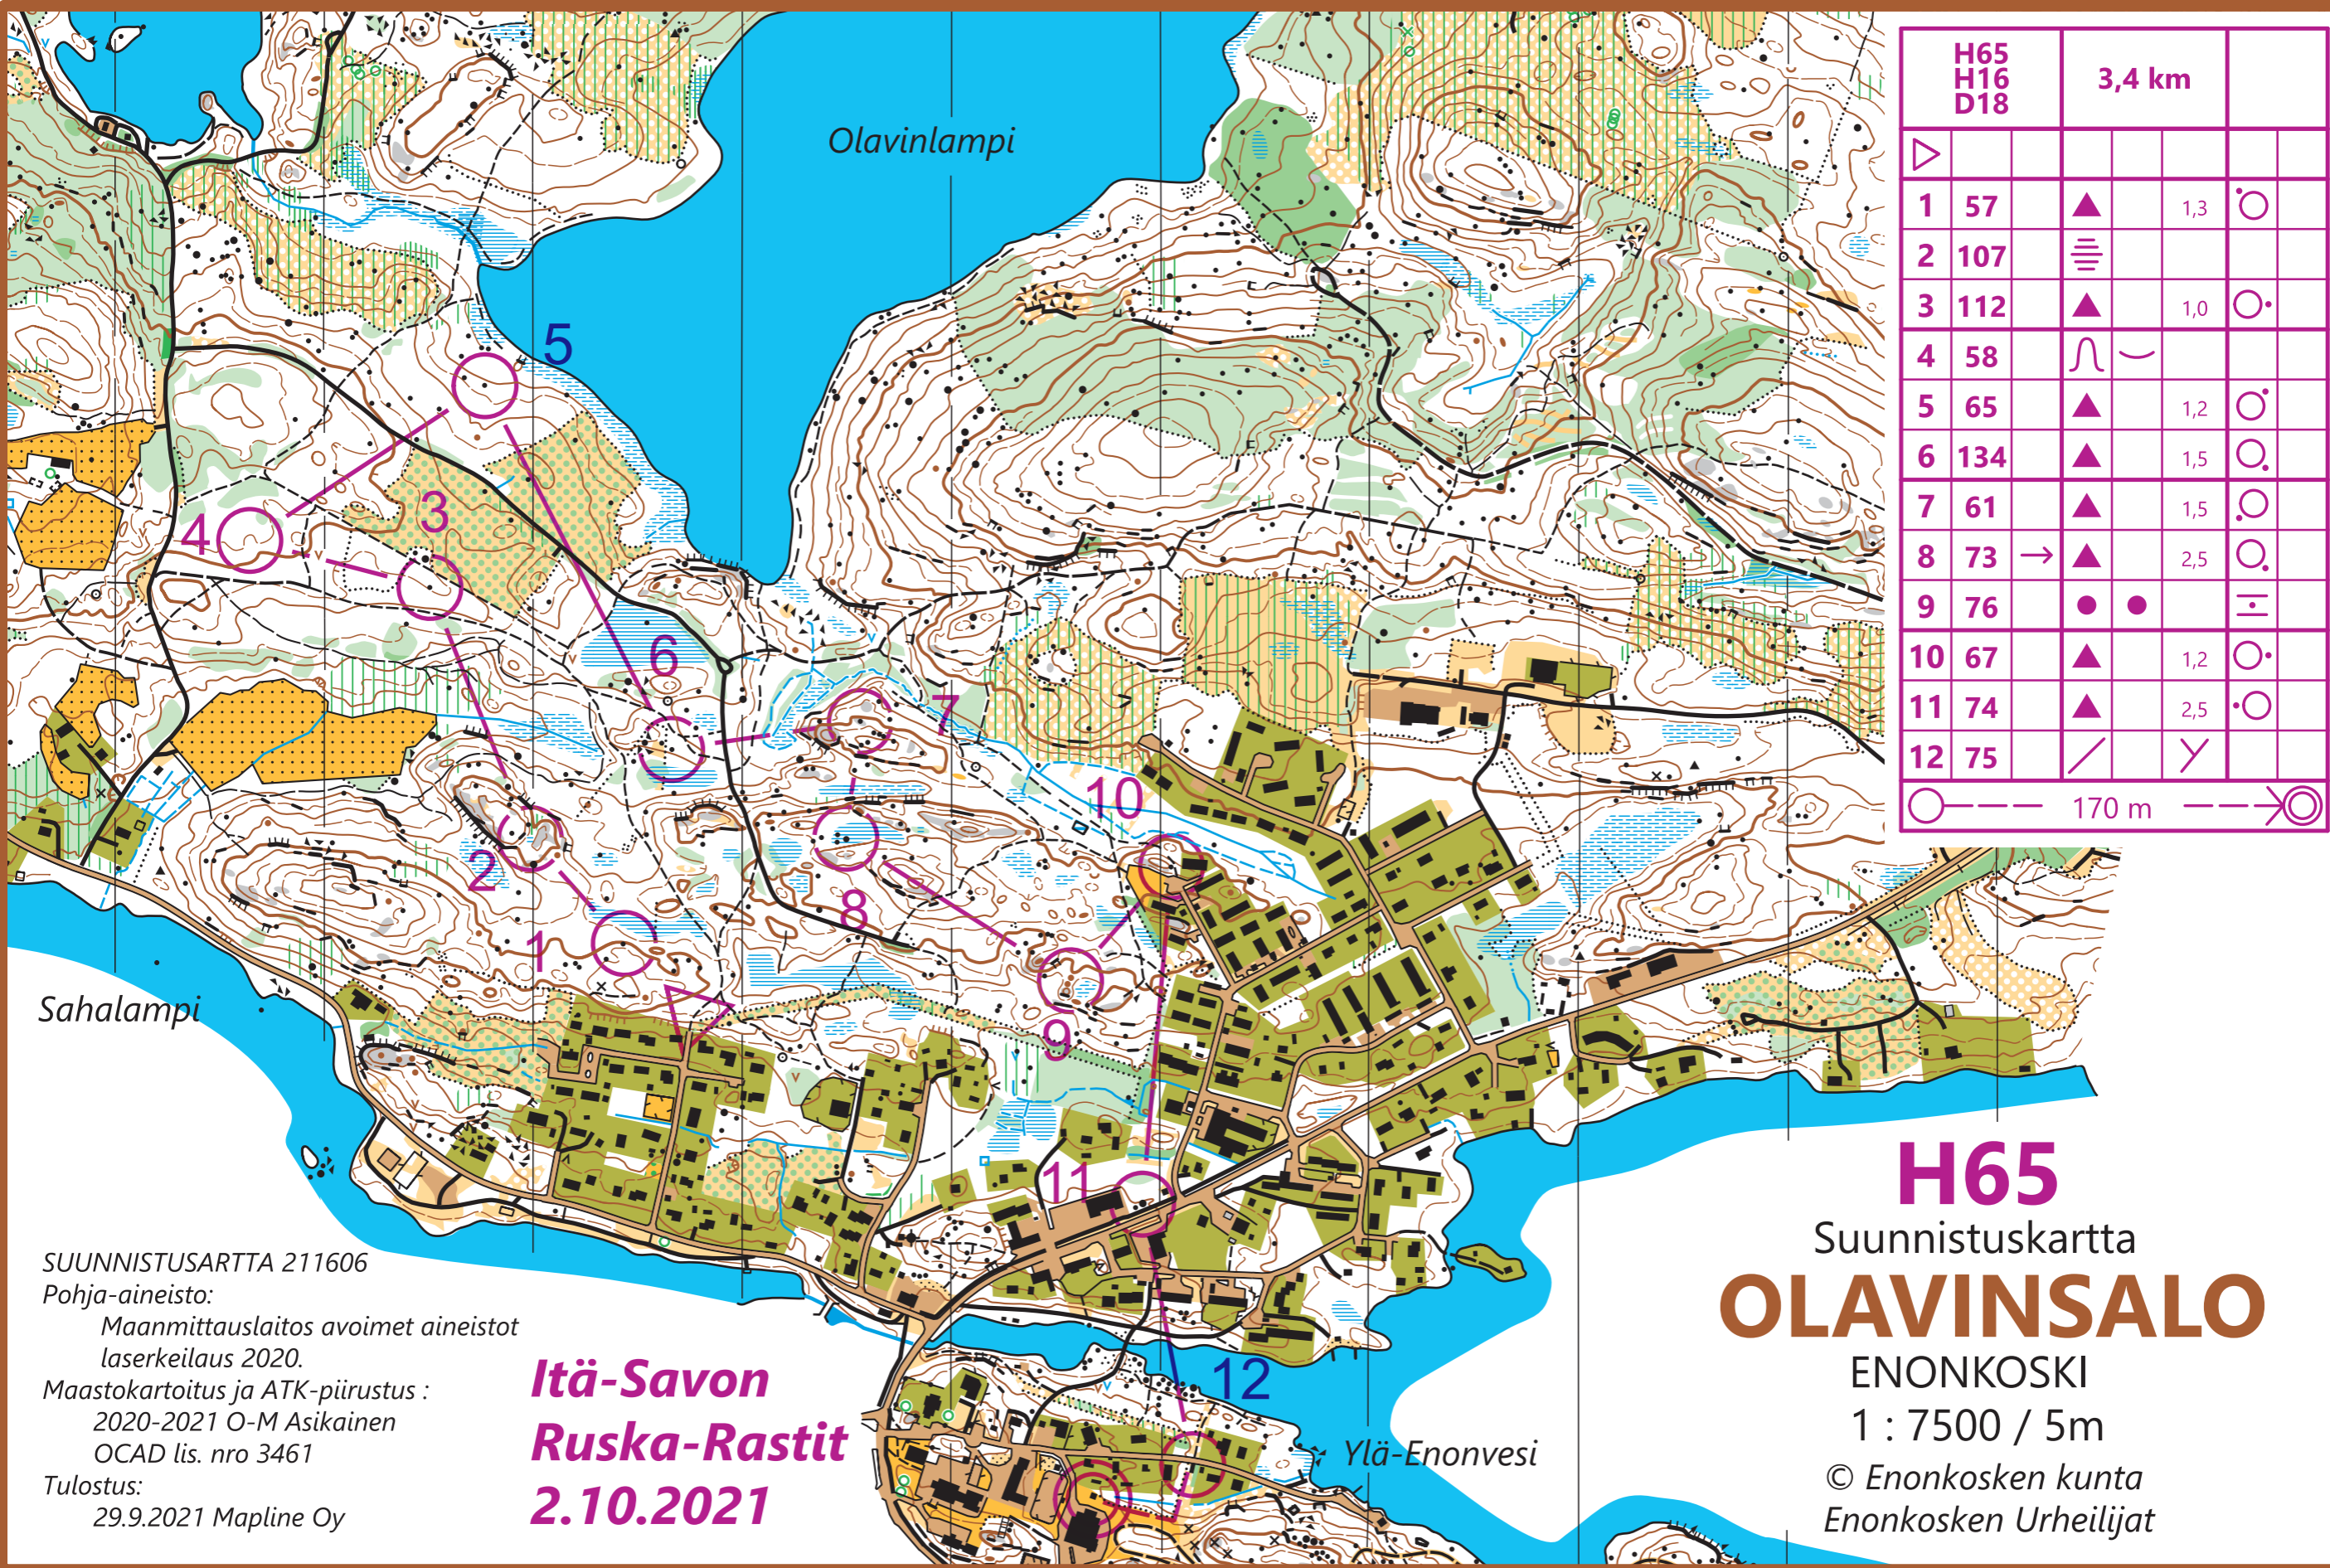 H65
H16
D18
3,4 km
1 57 1,3
2 107
3 112 1,0
4 58
5 65 1,2
6 134 1,5
7 61 1,5
8 73 2,5
9 76
10 67 1,2
11 74 2,5
12 75
170 m
Olavinlampi
5
3
4
6
7
10
2
8
1
9
Sahalampi
11
12
Ylä-Enonvesi
SUUNNISTUSARTTA 211606
Pohja-aineisto:
Maanmittauslaitos avoimet aineistot
laserkeilaus 2020.
Maastokartoitus ja ATK-piirustus :
2020-2021 O-M Asikainen
OCAD lis. nro 3461
Tulostus:
29.9.2021 Mapline Oy
Itä-Savon
Ruska-Rastit
2.10.2021
H65
Suunnistuskartta
OLAVINSALO
ENONKOSKI
1 : 7500 / 5m
© Enonkosken kunta
Enonkosken Urheilijat